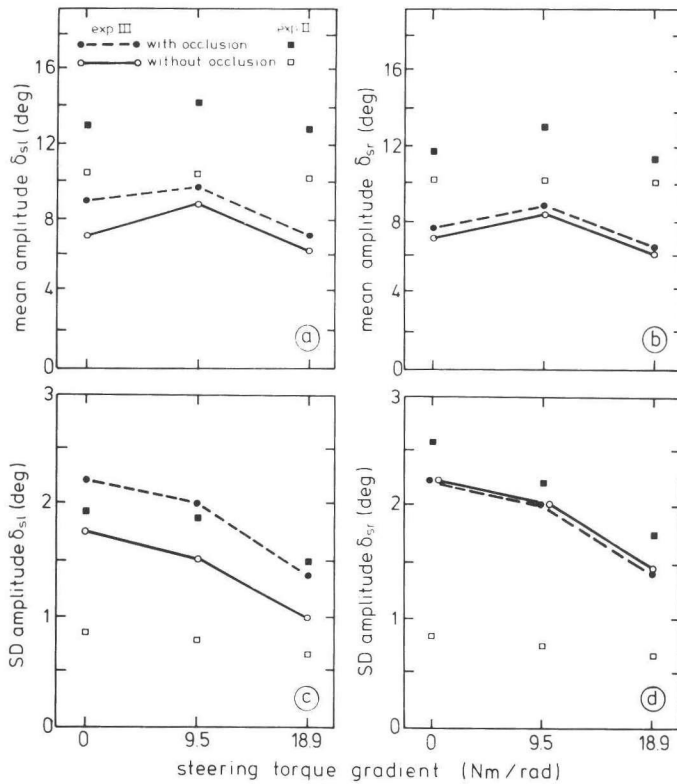 exp III exp II
with occlusion
without occlusion
mean amplitude δsl (deg)
16
12
8
4
0
a
mean amplitude δsr (deg)
16
12
8
4
0
b
SD amplitude δsl (deg)
3
2
1
0
c
0 9.5 18.9
SD amplitude δsr (deg)
3
2
1
0
d
0 9.5 18.9
steering torque gradient (Nm/rad)